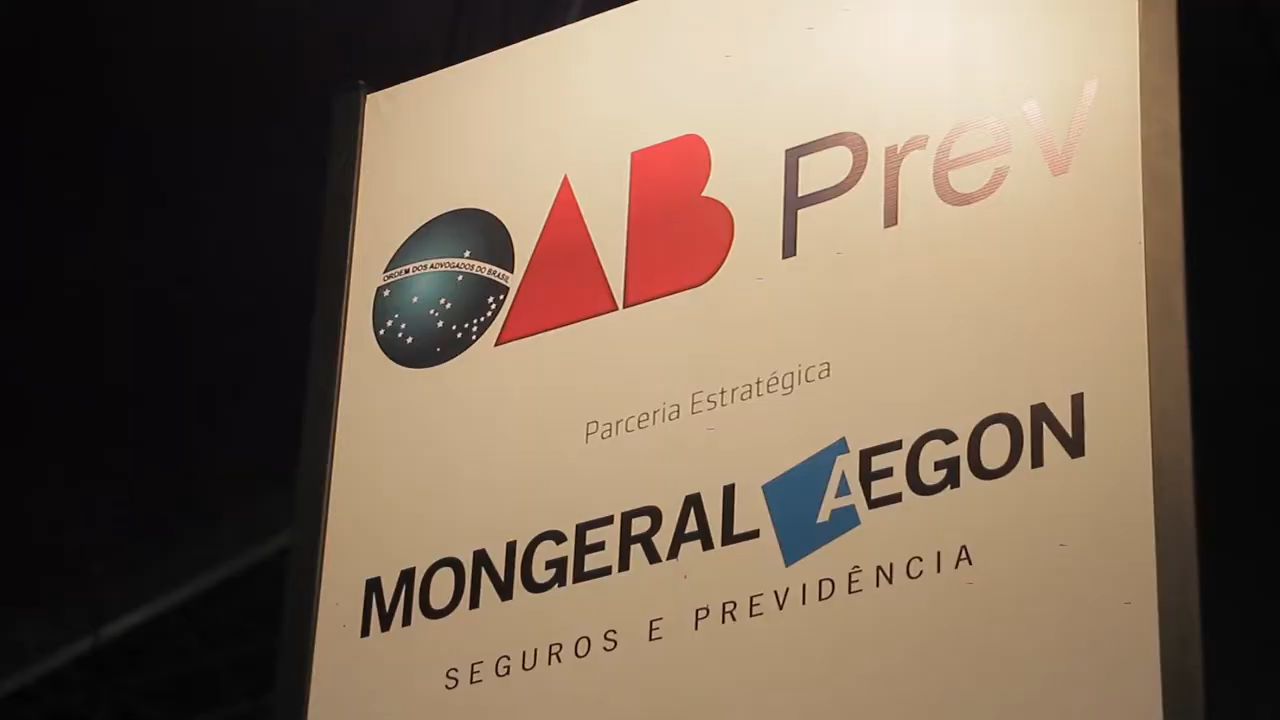 OAB Prev
ORDEM DOS ADVOGADOS DO BRASIL
Parceria Estratégica
MONGERAL AEGON
SEGUROS E PREVIDÊNCIA